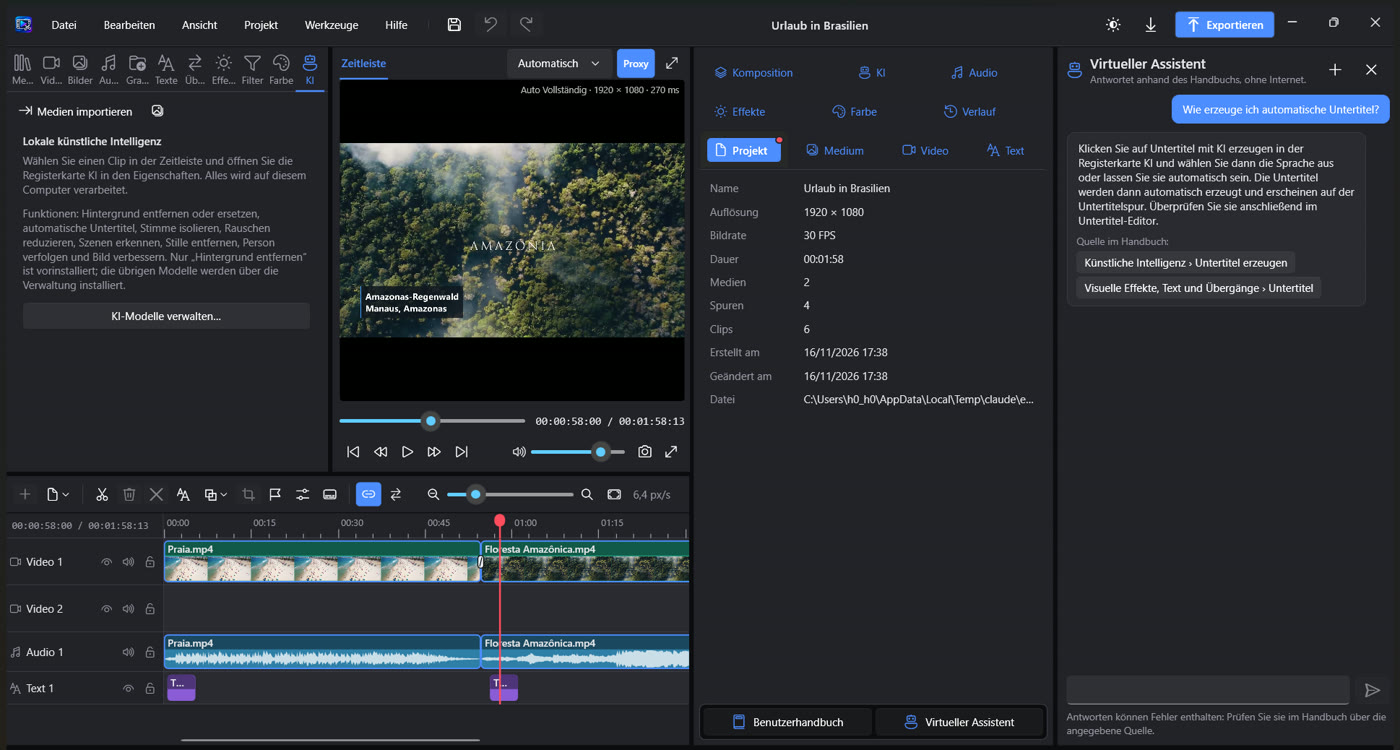 Datei Bearbeiten Ansicht Projekt Werkzeuge Hilfe
Urlaub in Brasilien
Exportieren
Me... Vid... Bilder Au... Gra... Texte Üb... Effe... Filter Farbe KI
Medien importieren
Lokale künstliche Intelligenz
Wählen Sie einen Clip in der Zeitleiste und öffnen Sie die
Registerkarte KI in den Eigenschaften. Alles wird auf diesem
Computer verarbeitet.
Funktionen: Hintergrund entfernen oder ersetzen,
automatische Untertitel, Stimme isolieren, Rauschen
reduzieren, Szenen erkennen, Stille entfernen, Person
verfolgen und Bild verbessern. Nur „Hintergrund entfernen"
ist vorinstalliert; die übrigen Modelle werden über die
Verwaltung installiert.
KI-Modelle verwalten...
Zeitleiste
Automatisch
Proxy
Auto Vollständig · 1920 × 1080 · 270 ms
AMAZÔNIA
Amazonas-Regenwald
Manaus, Amazonas
00:00:58:00 / 00:01:58:13
Komposition KI Audio
Effekte Farbe Verlauf
Projekt Medium Video Text
Name Urlaub in Brasilien
Auflösung 1920 × 1080
Bildrate 30 FPS
Dauer 00:01:58
Medien 2
Spuren 4
Clips 6
Erstellt am 16/11/2026 17:38
Geändert am 16/11/2026 17:38
Datei C:\Users\h0_h0\AppData\Local\Temp\claude\e...
Benutzerhandbuch
Virtueller Assistent
Virtueller Assistent
Antwortet anhand des Handbuchs, ohne Internet.
Wie erzeuge ich automatische Untertitel?
Klicken Sie auf Untertitel mit KI erzeugen in der
Registerkarte KI und wählen Sie dann die Sprache aus
oder lassen Sie sie automatisch sein. Die Untertitel
werden dann automatisch erzeugt und erscheinen auf der
Untertitelspur. Überprüfen Sie sie anschließend im
Untertitel-Editor.
Quelle im Handbuch:
Künstliche Intelligenz › Untertitel erzeugen
Visuelle Effekte, Text und Übergänge › Untertitel
Antworten können Fehler enthalten: Prüfen Sie sie im Handbuch über die
angegebene Quelle.
6,4 px/s
00:00:58:00 / 00:01:58:13
00:00 00:15 00:30 00:45 01:00 01:15
Video 1
Praia.mp4
Floresta Amazônica.mp4
Video 2
Audio 1
Praia.mp4
Floresta Amazônica.mp4
Text 1
T...
T...